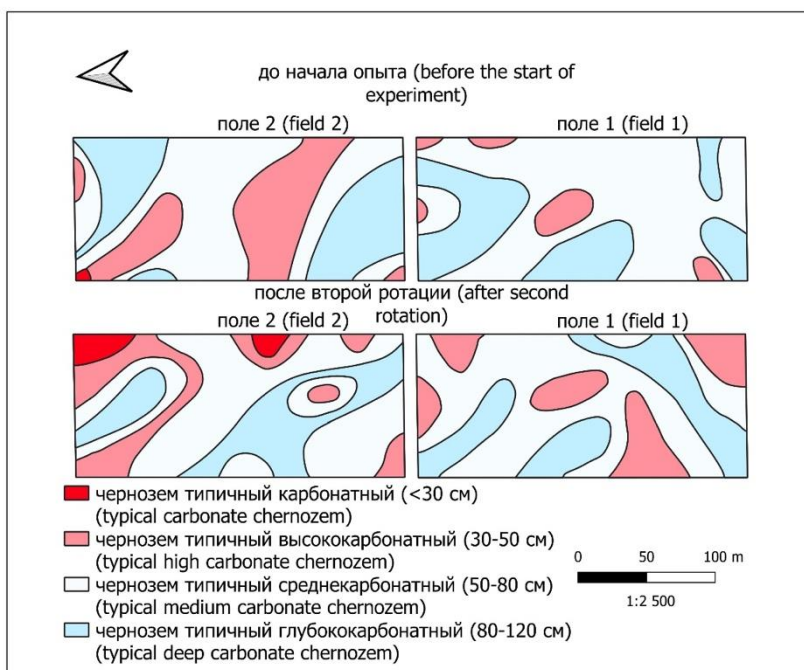 до начала опыта (before the start of
experiment)
поле 2 (field 2)
поле 1 (field 1)
после второй ротации (after second
rotation)
поле 2 (field 2)
поле 1 (field 1)
чернозем типичный карбонатный (<30 см)
(typical carbonate chernozem)
чернозем типичный высококарбонатный (30-50 см)
(typical high carbonate chernozem)
чернозем типичный среднекарбонатный (50-80 см)
(typical medium carbonate chernozem)
чернозем типичный глубококарбонатный (80-120 см)
(typical deep carbonate chernozem)
0 50 100 m
1:2 500